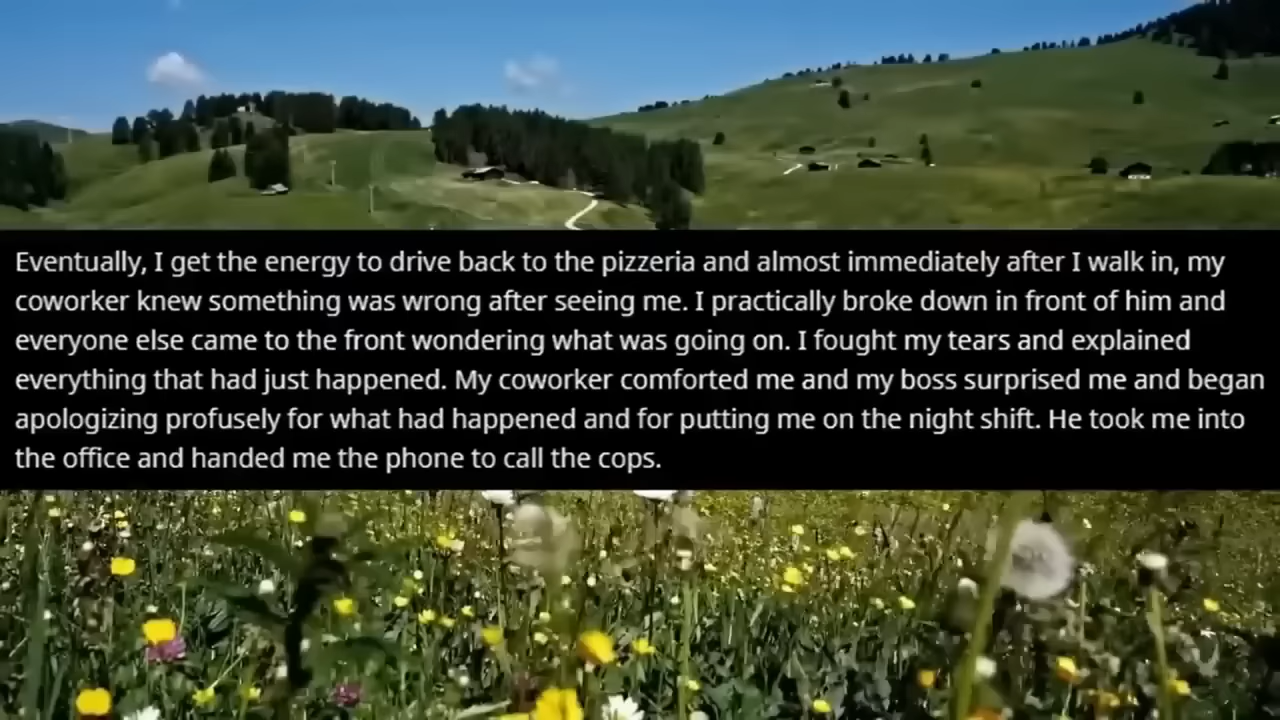 Eventually, I get the energy to drive back to the pizzeria and almost immediately after I walk in, my
coworker knew something was wrong after seeing me. I practically broke down in front of him and
everyone else came to the front wondering what was going on. I fought my tears and explained
everything that had just happened. My coworker comforted me and my boss surprised me and began
apologizing profusely for what had happened and for putting me on the night shift. He took me into
the office and handed me the phone to call the cops.